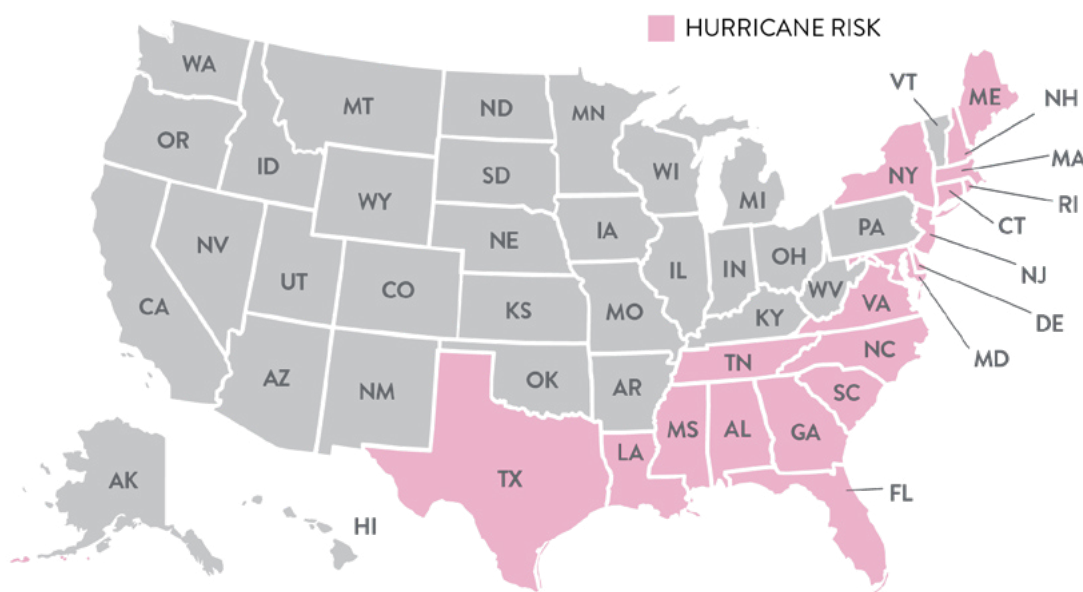 HURRICANE RISK
WA
MT
ND
MN
VT
ME
NH
OR
ID
SD
WI
MI
NY
MA
WY
RI
NV
NE
IA
PA
CT
UT
CO
IL
IN
OH
NJ
CA
KS
MO
WV
VA
KY
DE
AZ
NM
OK
AR
TN
NC
MD
SC
MS
AL
GA
LA
TX
FL
AK
HI